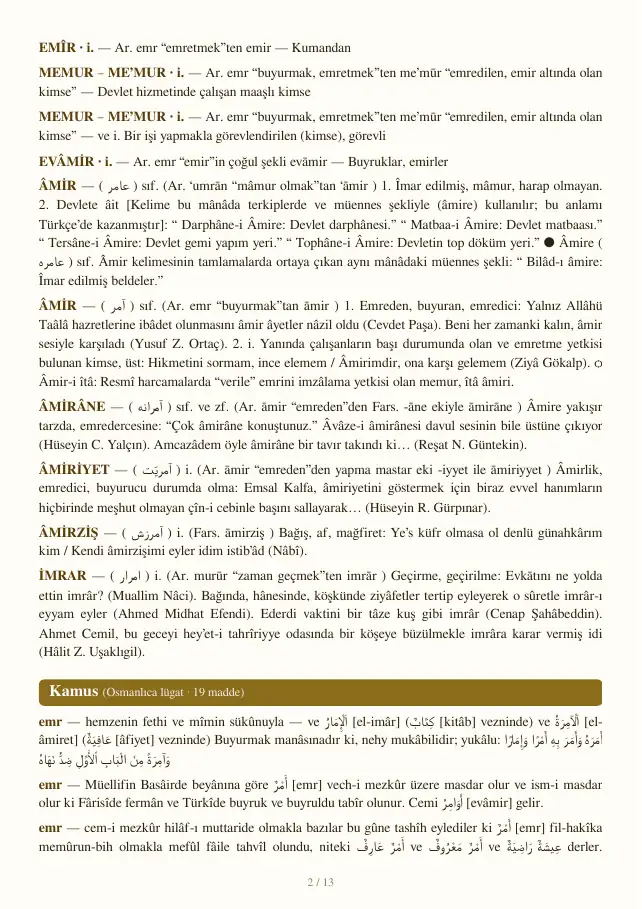 EMÎR · i. — Ar. emr “emretmek”ten emir — Kumandan
MEMUR – ME’MUR · i. — Ar. emr “buyurmak, emretmek”ten me’mūr “emredilen, emir altında olan
kimse” — Devlet hizmetinde çalışan maaşlı kimse
MEMUR – ME’MUR · i. — Ar. emr “buyurmak, emretmek”ten me’mūr “emredilen, emir altında olan
kimse” — ve i. Bir işi yapmakla görevlendirilen (kimse), görevli
EVÂMİR · i. — Ar. emr “emir”in çoğul şekli evāmir — Buyruklar, emirler
ÂMİR — ( عامر ) sıf. (Ar. ‘umrān “mâmur olmak”tan ‘āmir ) 1. Îmar edilmiş, mâmur, harap olmayan.
2. Devlete âit [Kelime bu mânâda terkiplerde ve müennes şekliyle (âmire) kullanılır; bu anlamı
Türkçe’de kazanmıştır]: “ Darphâne-i Âmire: Devlet darphânesi.” “ Matbaa-i Âmire: Devlet matbaası.”
“ Tersâne-i Âmire: Devlet gemi yapım yeri.” “ Tophâne-i Âmire: Devletin top döküm yeri.” ● Âmire (
عامره ) sıf. Âmir kelimesinin tamlamalarda ortaya çıkan aynı mânâdaki müennes şekli: “ Bilâd-ı âmire:
Îmar edilmiş beldeler.”
ÂMİR — ( آمر ) sıf. (Ar. emr “buyurmak”tan āmir ) 1. Emreden, buyuran, emredici: Yalnız Allâhü
Taâlâ hazretlerine ibâdet olunmasını âmir âyetler nâzil oldu (Cevdet Paşa). Beni her zamanki kalın, âmir
sesiyle karşıladı (Yusuf Z. Ortaç). 2. i. Yanında çalışanların başı durumunda olan ve emretme yetkisi
bulunan kimse, üst: Hikmetini sormam, ince elemem / Âmirimdir, ona karşı gelemem (Ziyâ Gökalp). ○
Âmir-i îtâ: Resmî harcamalarda “verile” emrini imzâlama yetkisi olan memur, îtâ âmiri.
ÂMİRÂNE — ( آمرانه ) sıf. ve zf. (Ar. āmir “emreden”den Fars. -āne ekiyle āmirāne ) Âmire yakışır
tarzda, emredercesine: “Çok âmirâne konuştunuz.” Âvâze-i âmirânesi davul sesinin bile üstüne çıkıyor
(Hüseyin C. Yalçın). Amcazâdem öyle âmirâne bir tavır takındı ki… (Reşat N. Güntekin).
ÂMİRİYET — ( آمريّت ) i. (Ar. āmir “emreden”den yapma mastar eki -iyyet ile āmiriyyet ) Âmirlik,
emredici, buyurucu durumda olma: Emsal Kalfa, âmiriyetini göstermek için biraz evvel hanımların
hiçbirinde meşhut olmayan çîn-i cebinle başını sallayarak… (Hüseyin R. Gürpınar).
ÂMİRZİŞ — ( آمرزش ) i. (Fars. āmirziş ) Bağış, af, mağfiret: Ye’s küfr olmasa ol denlü günahkârım
kim / Kendi âmirzişimi eyler idim istib’âd (Nâbî).
İMRAR — ( امرار ) i. (Ar. murūr “zaman geçmek”ten imrār ) Geçirme, geçirilme: Evkātını ne yolda
ettin imrâr? (Muallim Nâci). Bağında, hânesinde, köşkünde ziyâfetler tertip eyleyerek o sûretle imrâr-ı
eyyam eyler (Ahmed Midhat Efendi). Ederdi vaktini bir tâze kuş gibi imrâr (Cenap Şahâbeddin).
Ahmet Cemil, bu geceyi hey’et-i tahrîriyye odasında bir köşeye büzülmekle imrâra karar vermiş idi
(Hâlit Z. Uşaklıgil).
Kamus (Osmanlıca lügat · 19 madde)
emr — hemzenin fethi ve mîmin sükûnuyla — ve اَلْإِمَارُ [el-imâr] (كِتَابٌ [kitâb] vezninde) ve اَلْآمِرَةُ [el-
âmiret] (عَافِيَةٌ [âfiyet] vezninde) Buyurmak manâsınadır ki, nehy mukâbilidir; yukâlu: أَمَرَهُ وَأَمَرَ بِهِ أَمْرًا وَإِمَارًا
وَآمِرَةً مِنَ الْبَابِ الْأَوَّلِ ضِدُّ نَهَاهُ
emr — Müellifin Basâirde beyânına göre أَمْرٌ [emr] vech-i mezkûr üzere masdar olur ve ism-i masdar
olur ki Fârisîde fermân ve Türkîde buyruk ve buyruldu tabîr olunur. Cemi أَوَامِرُ [evâmir] gelir.
emr — cem-i mezkûr hilâf-ı muttaride olmakla bazılar bu gûne tashîh eylediler ki أَمْرٌ [emr] fil-hakîka
memûrun-bih olmakla mefûl fâile tahvîl olundu, niteki أَمْرٌ عَارِفٌ ve أَمْرٌ مَعْرُوفٌ ve عِيشَةٌ رَاضِيَةٌ derler.
2 / 13